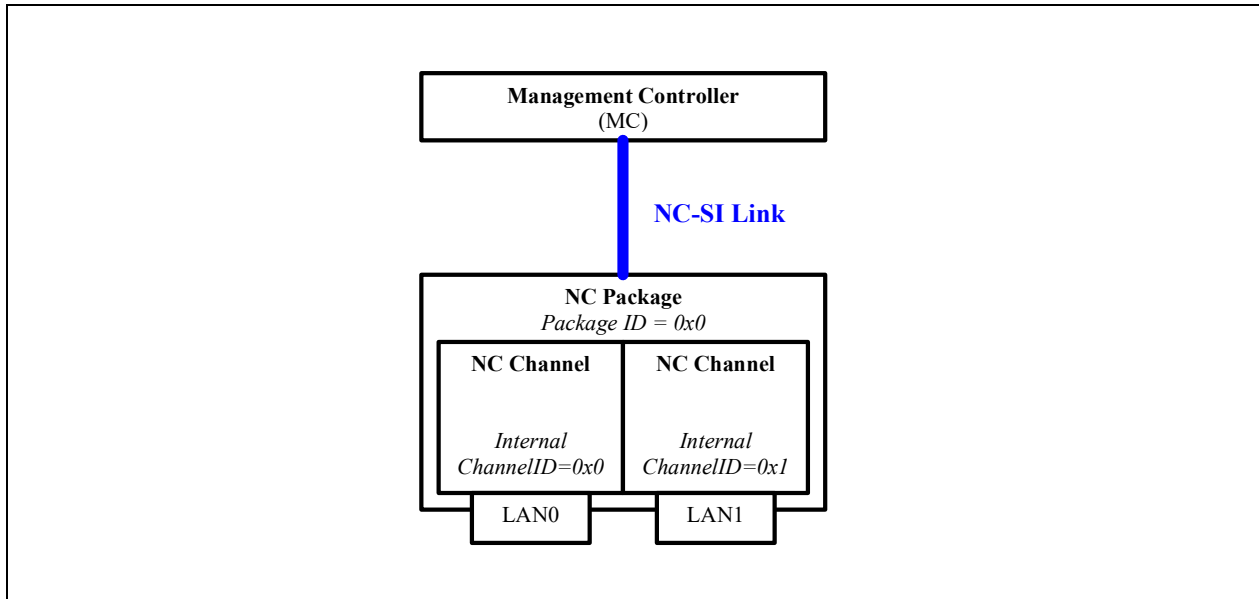 Management Controller
(MC)
NC-SI Link
NC Package
Package ID = 0x0
NC Channel
Internal
ChannelID=0x0
NC Channel
Internal
ChannelID=0x1
LAN0
LAN1